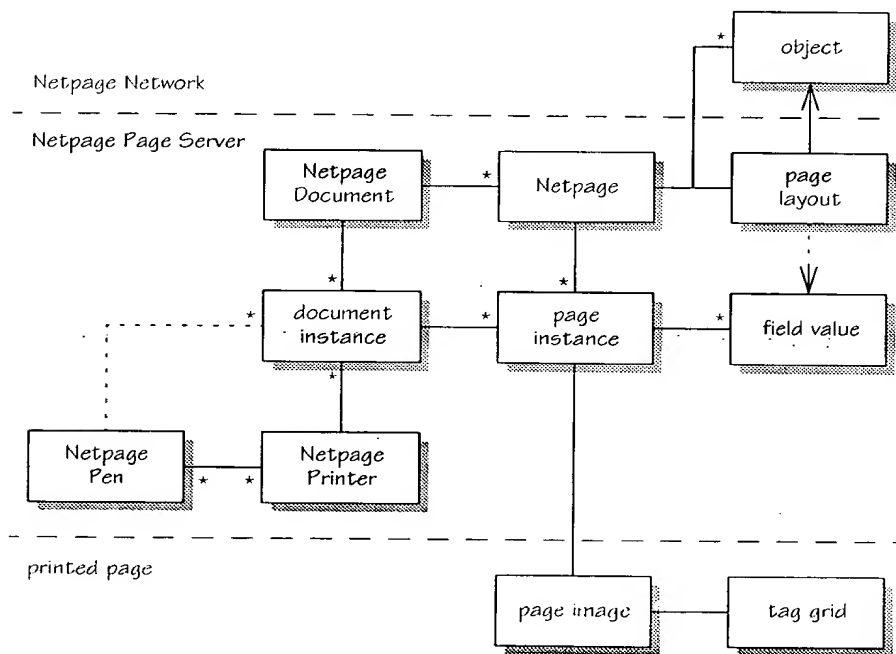 *
object
Netpage Network
Netpage Page Server
Netpage
Document
*
Netpage
page
layout
*
*
*
document
instance
*
page
instance
*
field value
*
Netpage
Pen
*
*
Netpage
Printer
printed page
page image
tag grid